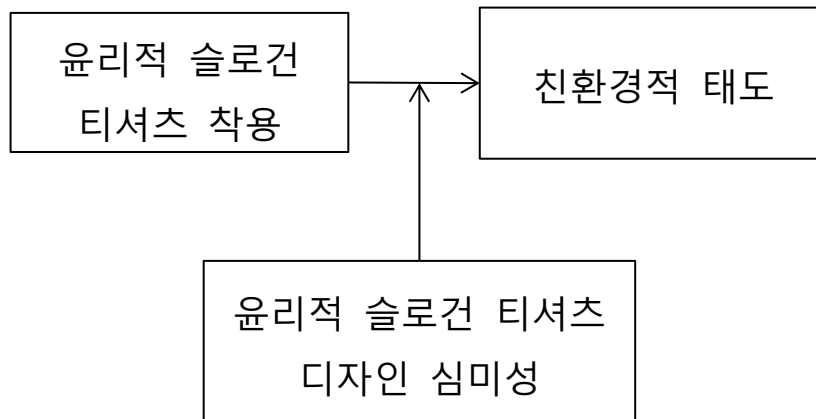 윤리적 슬로건
티셔츠 착용
친환경적 태도
윤리적 슬로건 티셔츠
디자인 심미성